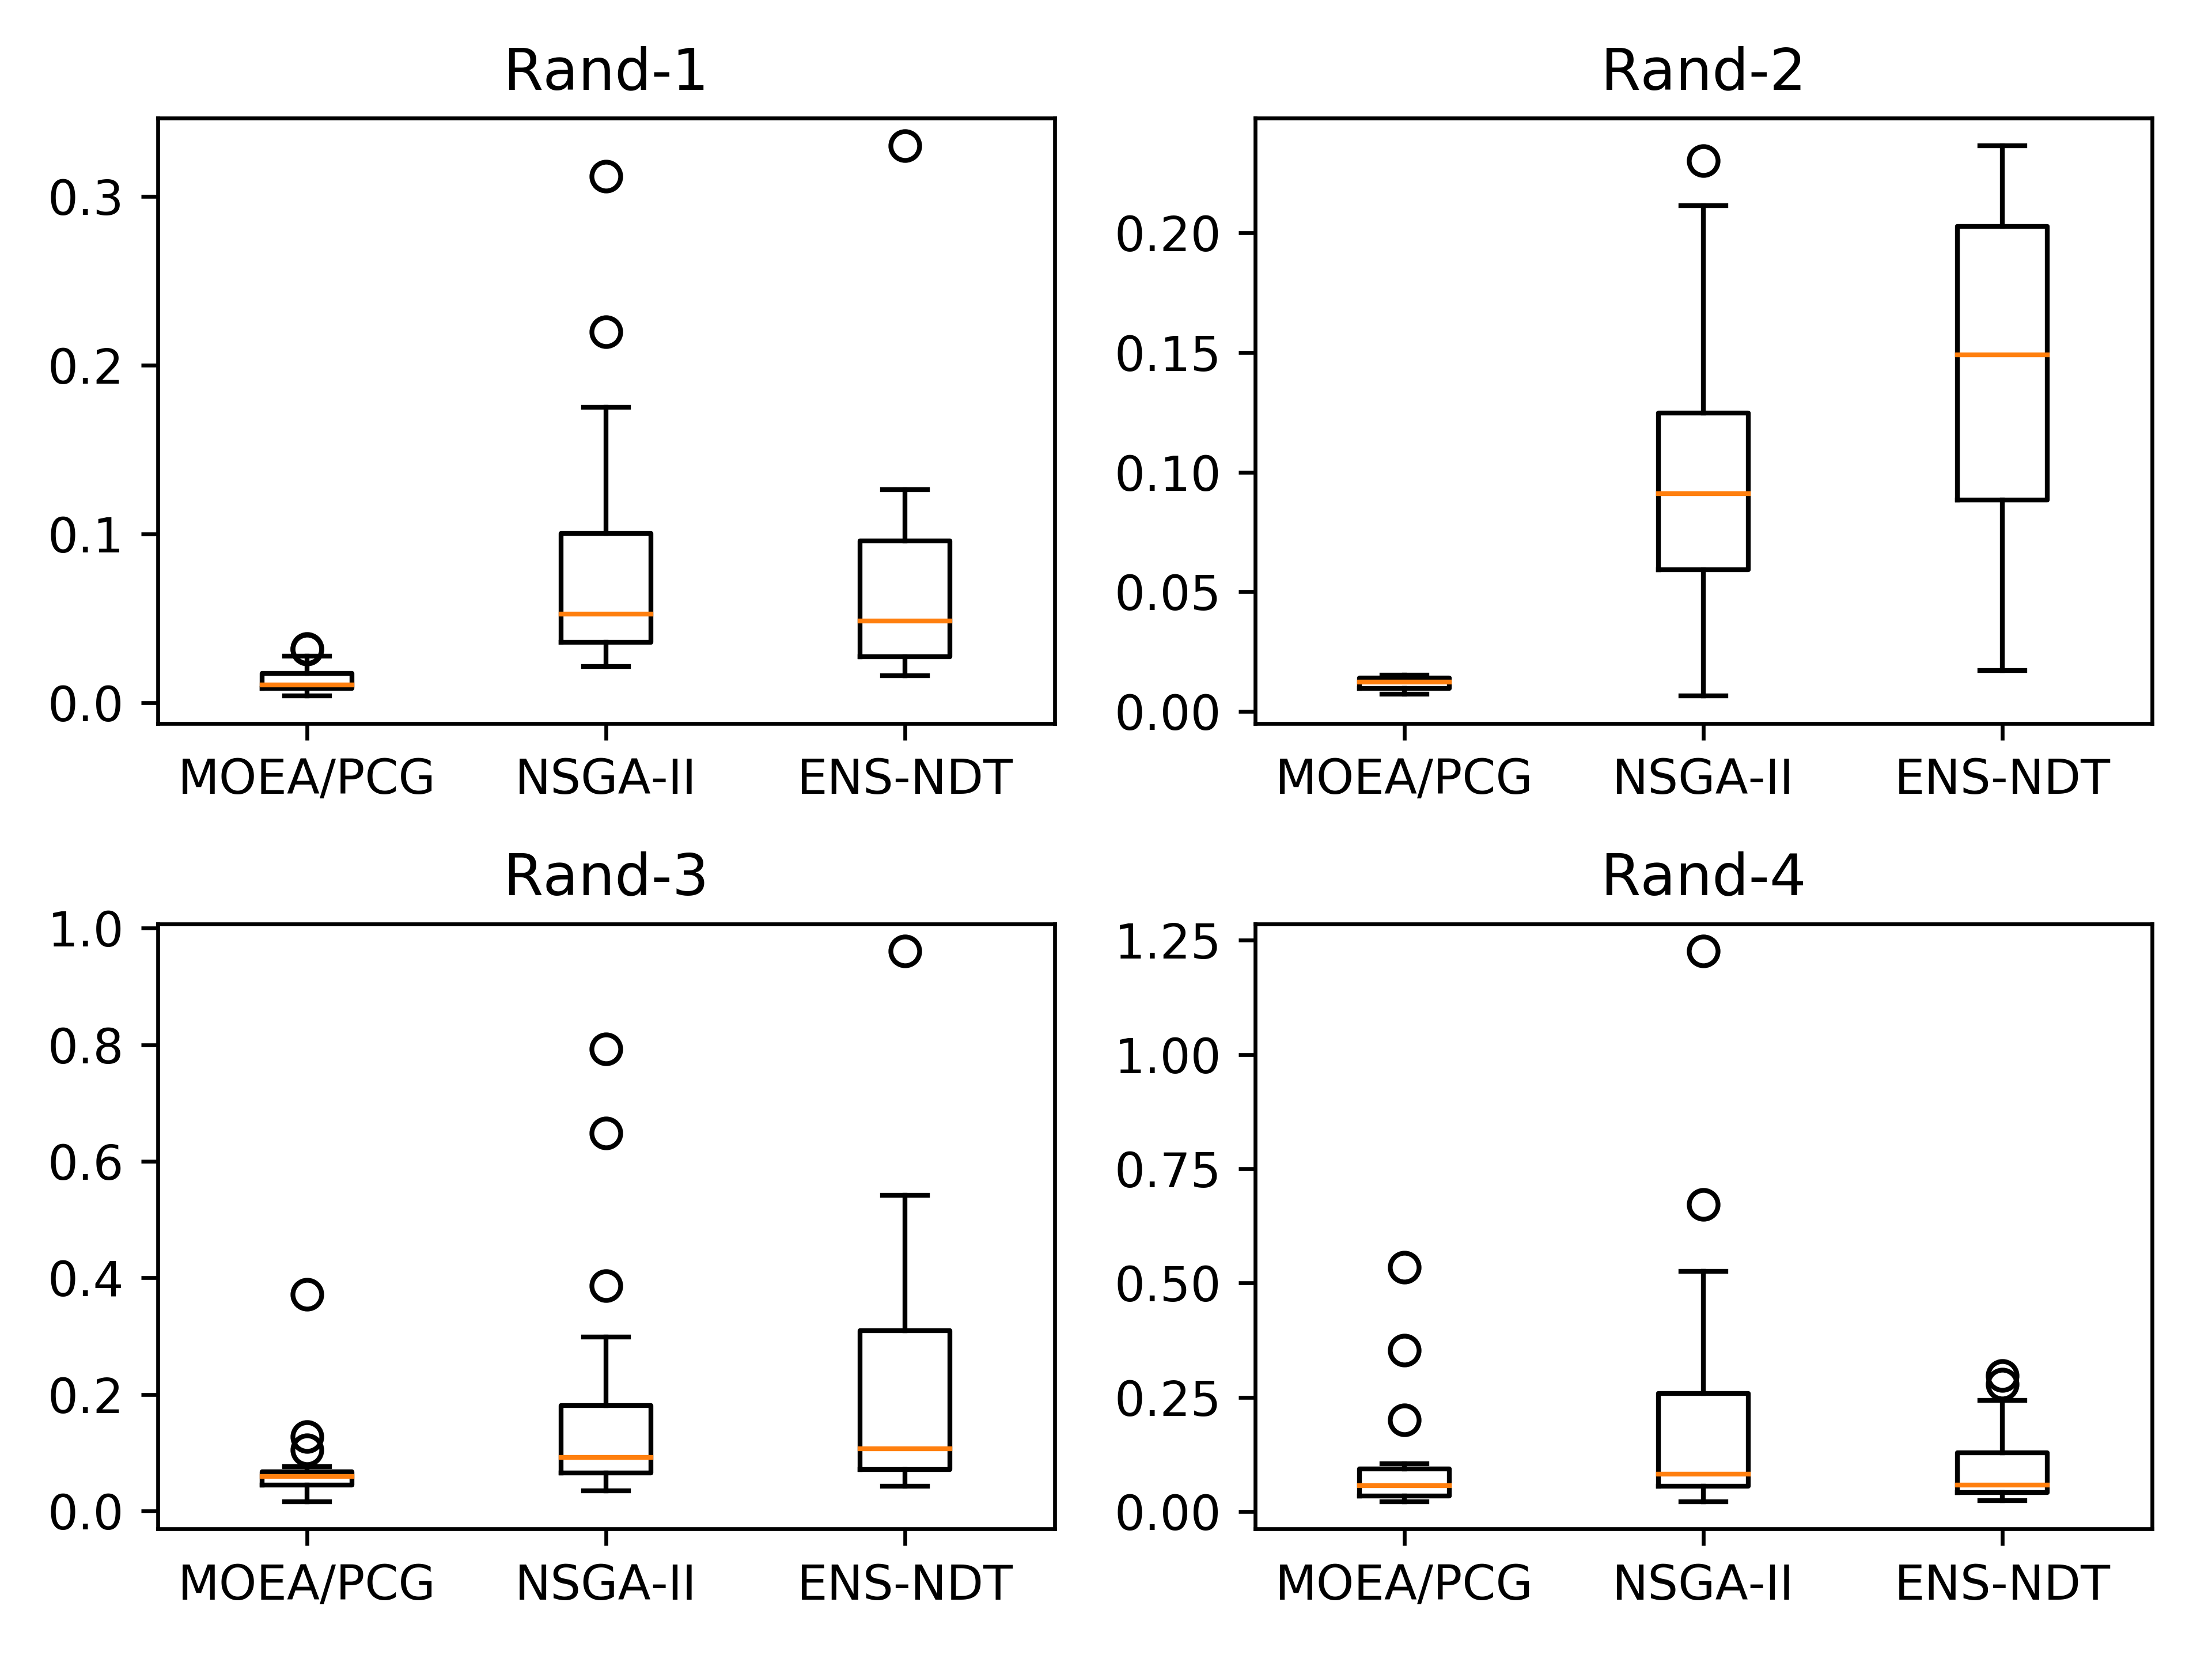 Rand-1
0.3
0.2
0.1
0.0
MOEA/PCG NSGA-II ENS-NDT
Rand-2
0.20
0.15
0.10
0.05
0.00
MOEA/PCG NSGA-II ENS-NDT
Rand-3
1.0
0.8
0.6
0.4
0.2
0.0
MOEA/PCG NSGA-II ENS-NDT
Rand-4
1.25
1.00
0.75
0.50
0.25
0.00
MOEA/PCG NSGA-II ENS-NDT